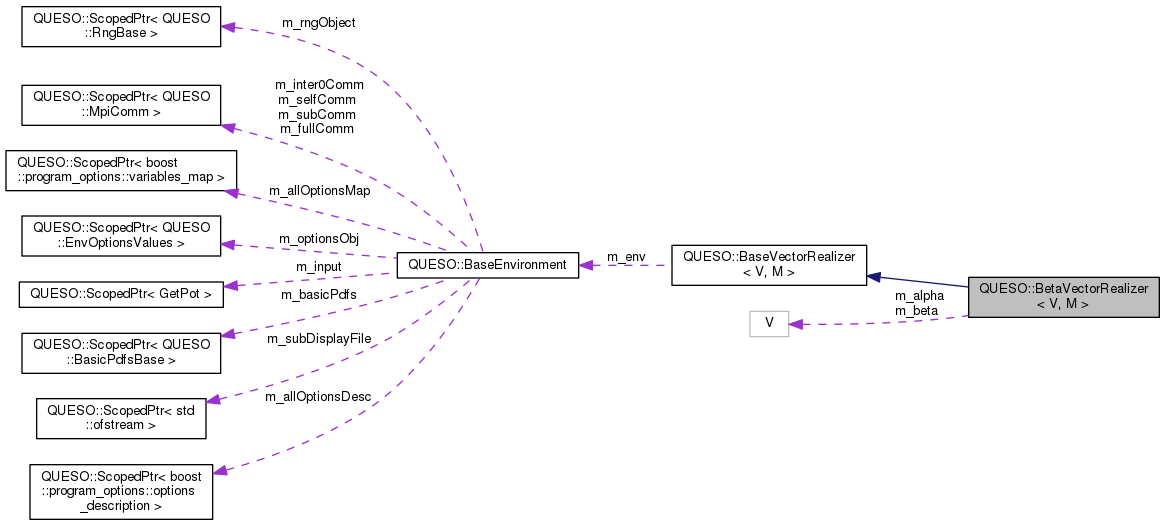 QUESO::ScopedPtr< QUESO
::RngBase >
m_rngObject
QUESO::ScopedPtr< QUESO
::MpiComm >
m_inter0Comm
m_selfComm
m_subComm
m_fullComm
QUESO::ScopedPtr< boost
::program_options::variables_map >
m_allOptionsMap
QUESO::ScopedPtr< QUESO
::EnvOptionsValues >
m_optionsObj
QUESO::ScopedPtr< GetPot >
m_input
QUESO::ScopedPtr< QUESO
::BasicPdfsBase >
m_basicPdfs
QUESO::ScopedPtr< std
::ofstream >
m_subDisplayFile
QUESO::ScopedPtr< boost
::program_options::options
_description >
m_allOptionsDesc
QUESO::BaseEnvironment
m_env
QUESO::BaseVectorRealizer
< V, M >
V
m_alpha
m_beta
QUESO::BetaVectorRealizer
< V, M >